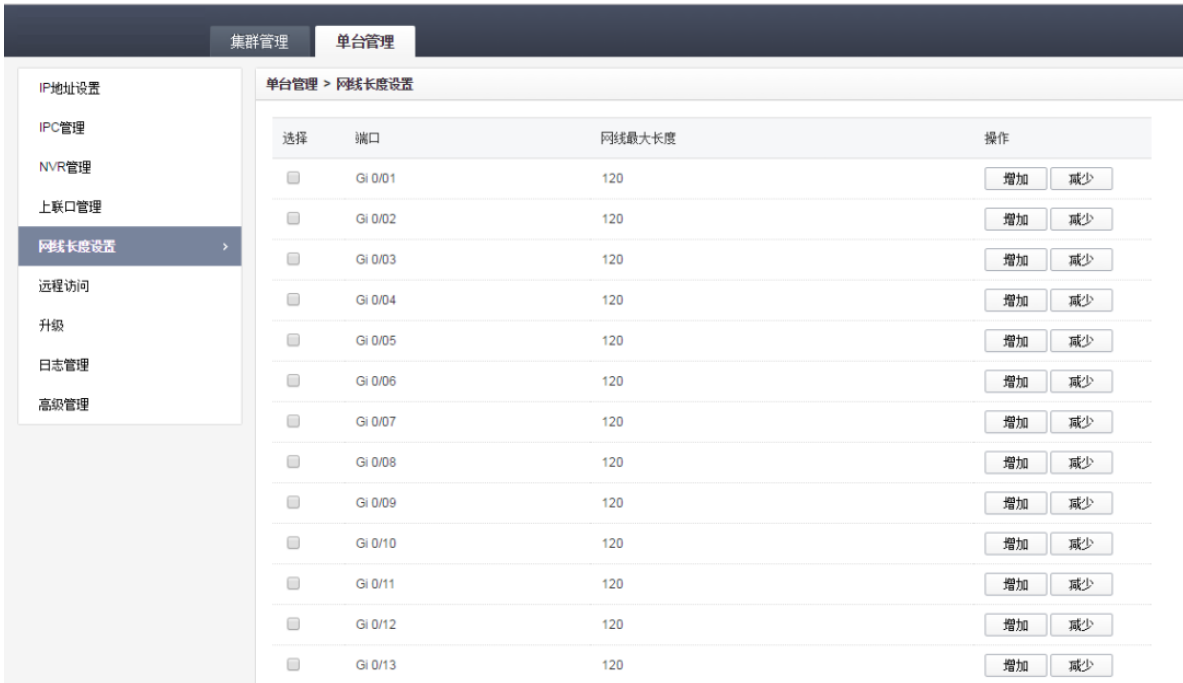 集群管理 单台管理
IP地址设置
IPC管理
NVR管理
上联口管理
网线长度设置 >
远程访问
升级
日志管理
高级管理
单台管理 > 网线长度设置
选择 端口 网线最大长度 操作
Gi 0/01 120 增加 减少
Gi 0/02 120 增加 减少
Gi 0/03 120 增加 减少
Gi 0/04 120 增加 减少
Gi 0/05 120 增加 减少
Gi 0/06 120 增加 减少
Gi 0/07 120 增加 减少
Gi 0/08 120 增加 减少
Gi 0/09 120 增加 减少
Gi 0/10 120 增加 减少
Gi 0/11 120 增加 减少
Gi 0/12 120 增加 减少
Gi 0/13 120 增加 减少